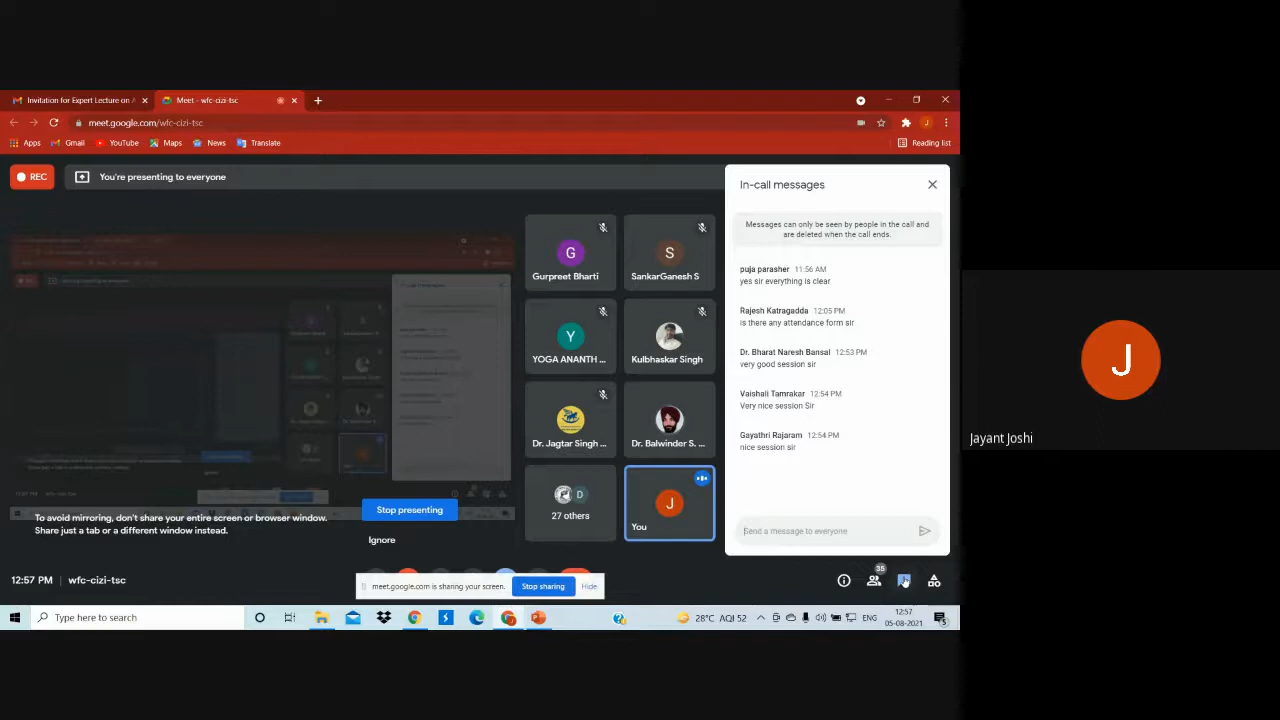 Invitation for Expert Lecture on A
Meet - wfc-cizi-tsc
meet.google.com/wfc-cizi-tsc
J
Apps
Gmail
YouTube
Maps
News
Translate
Reading list
REC
You're presenting to everyone
G
Gurpreet Bharti
S
SankarGanesh S
Y
YOGA ANANTH ...
Kulbhaskar Singh
Dr. Jagtar Singh ...
Dr. Balwinder S. ...
D
27 others
J
You
In-call messages
Messages can only be seen by people in the call and
are deleted when the call ends.
puja parasher 11:56 AM
yes sir everything is clear
Rajesh Katragadda 12:05 PM
is there any attendance form sir
Dr. Bharat Naresh Bansal 12:53 PM
very good session sir
Vaishali Tamrakar 12:54 PM
Very nice session Sir
Gayathri Rajaram 12:54 PM
nice session sir
Send a message to everyone
To avoid mirroring, don't share your entire screen or browser window.
Share just a tab or a different window instead.
Stop presenting
Ignore
12:57 PM | wfc-cizi-tsc
meet.google.com is sharing your screen.
Stop sharing
Hide
35
Type here to search
28°C AQI 52
ENG
12:57
05-08-2021
5
J
Jayant Joshi